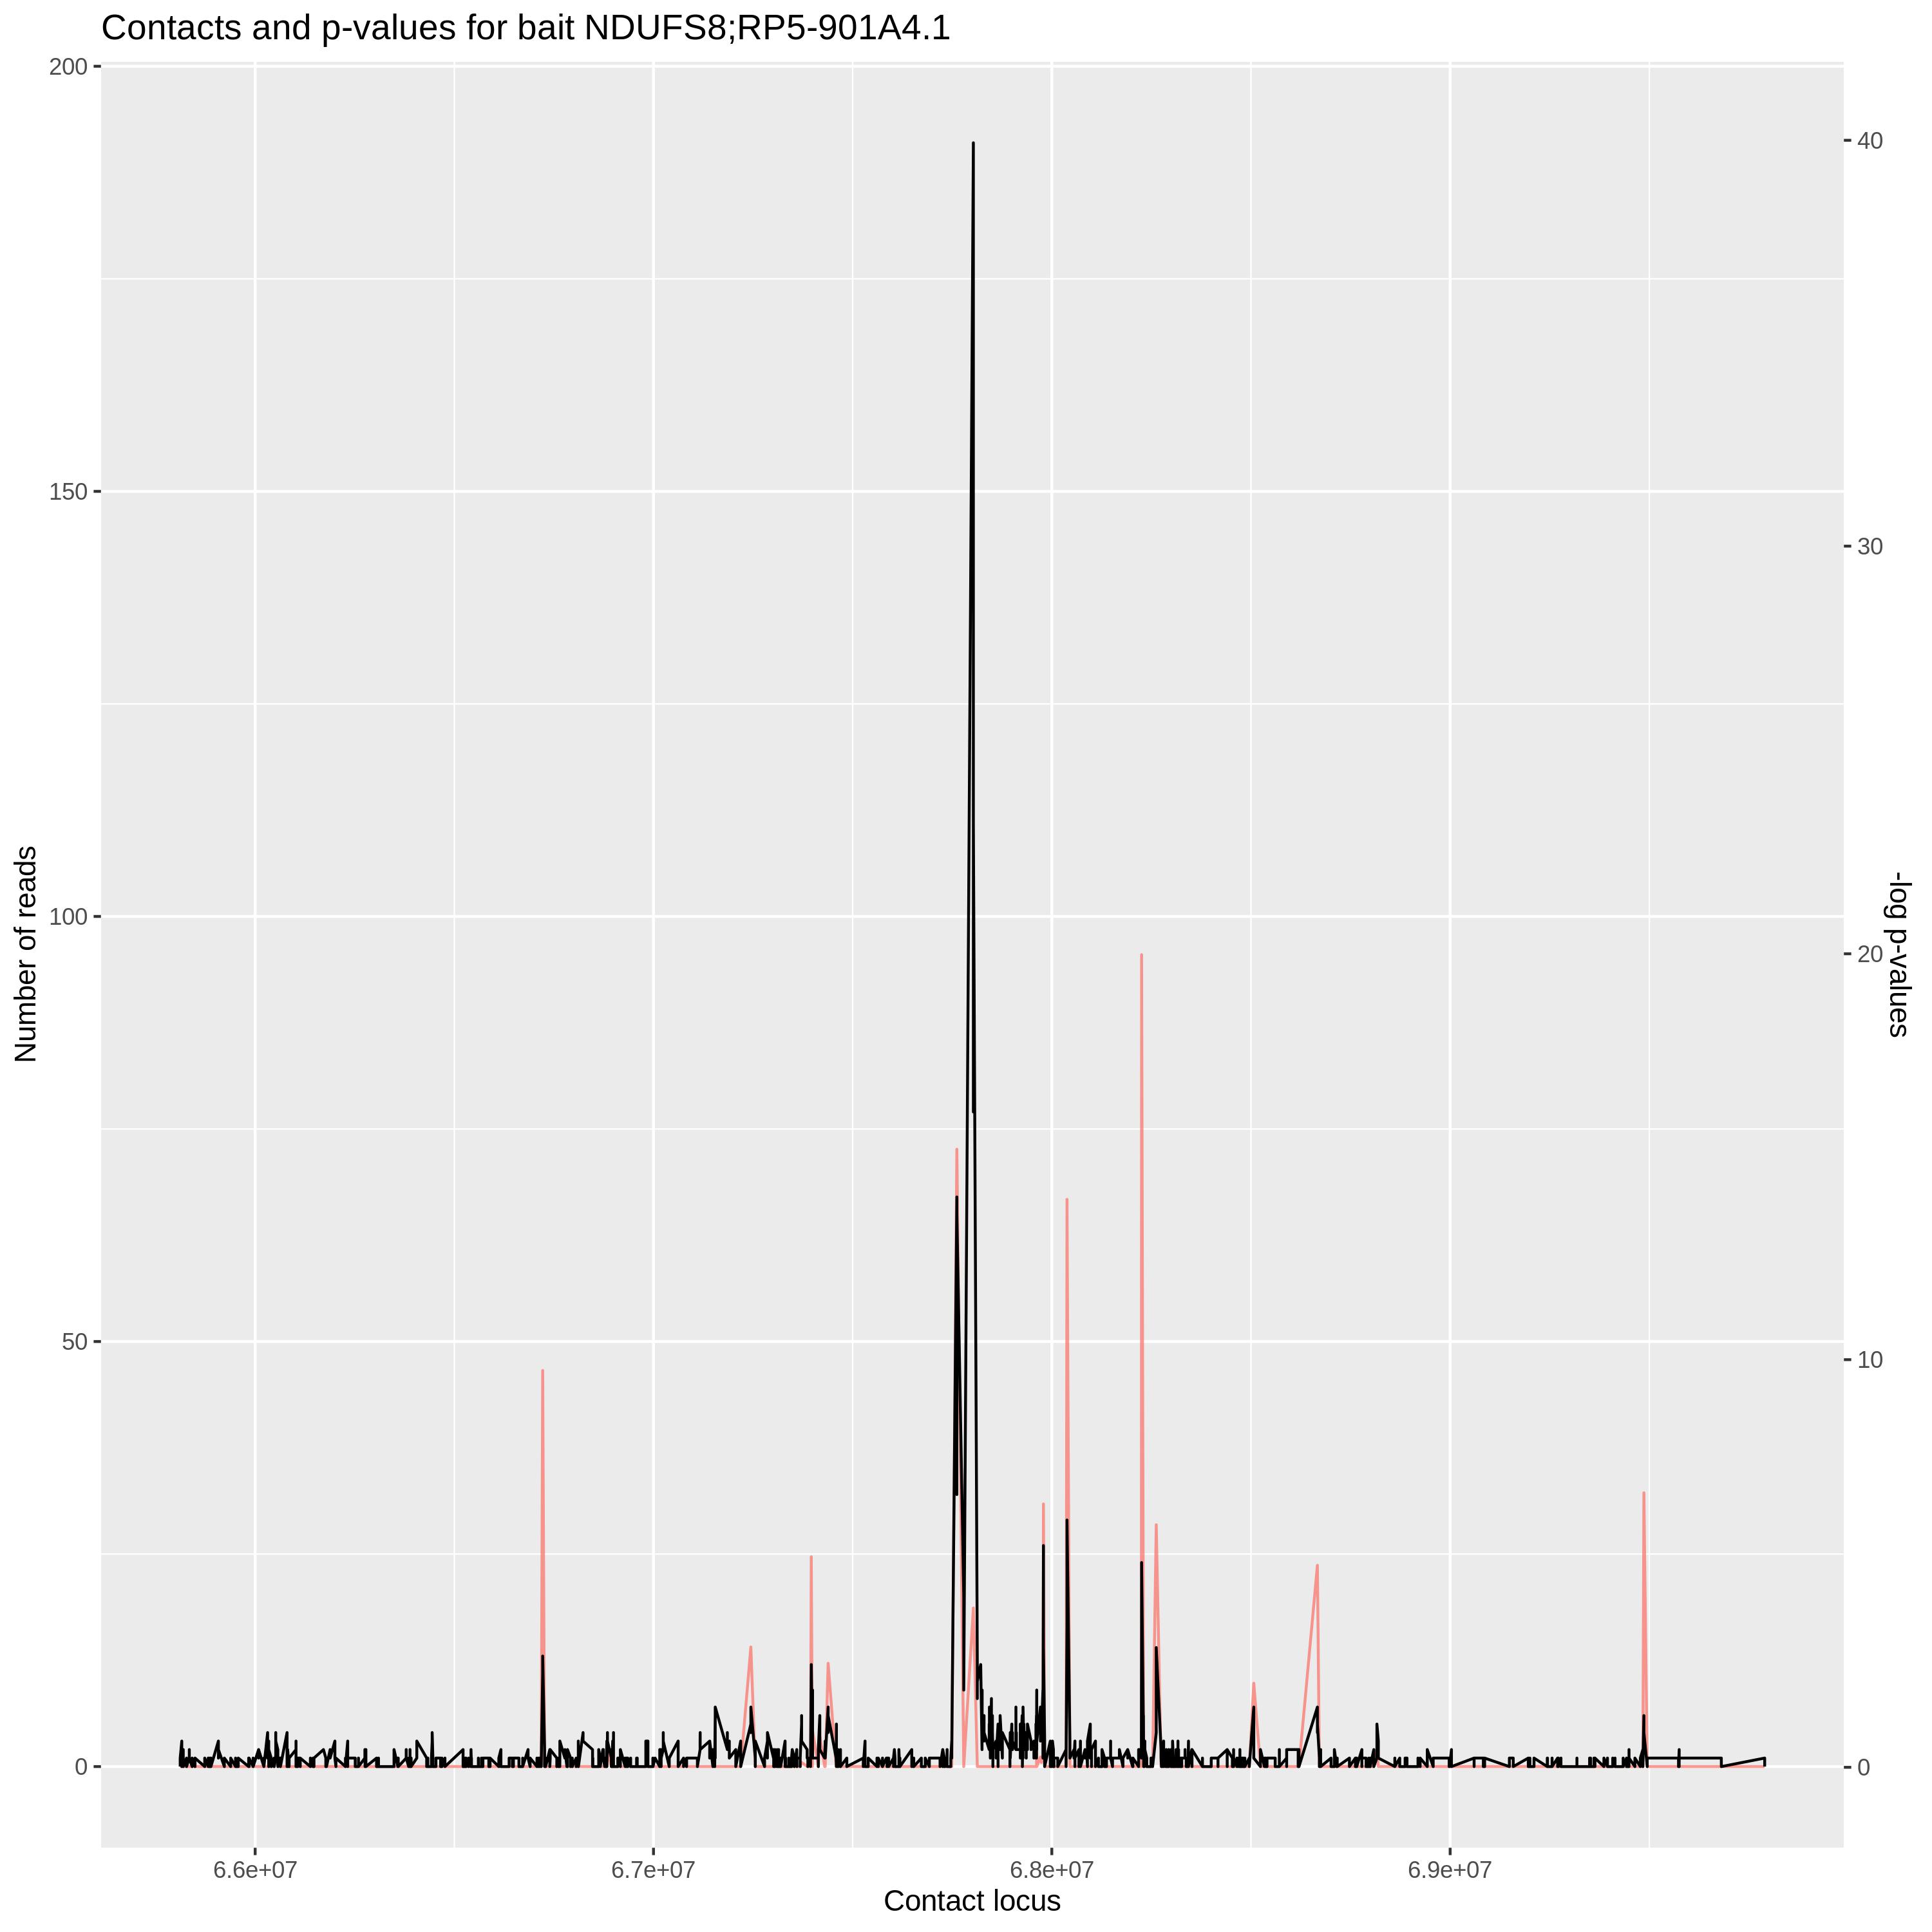 Contacts and p-values for bait NDUFS8;RP5-901A4.1
200
150
100
50
0
Number of reads
40
30
20
10
0
-log p-values
6.6e+07
6.7e+07
6.8e+07
6.9e+07
Contact locus